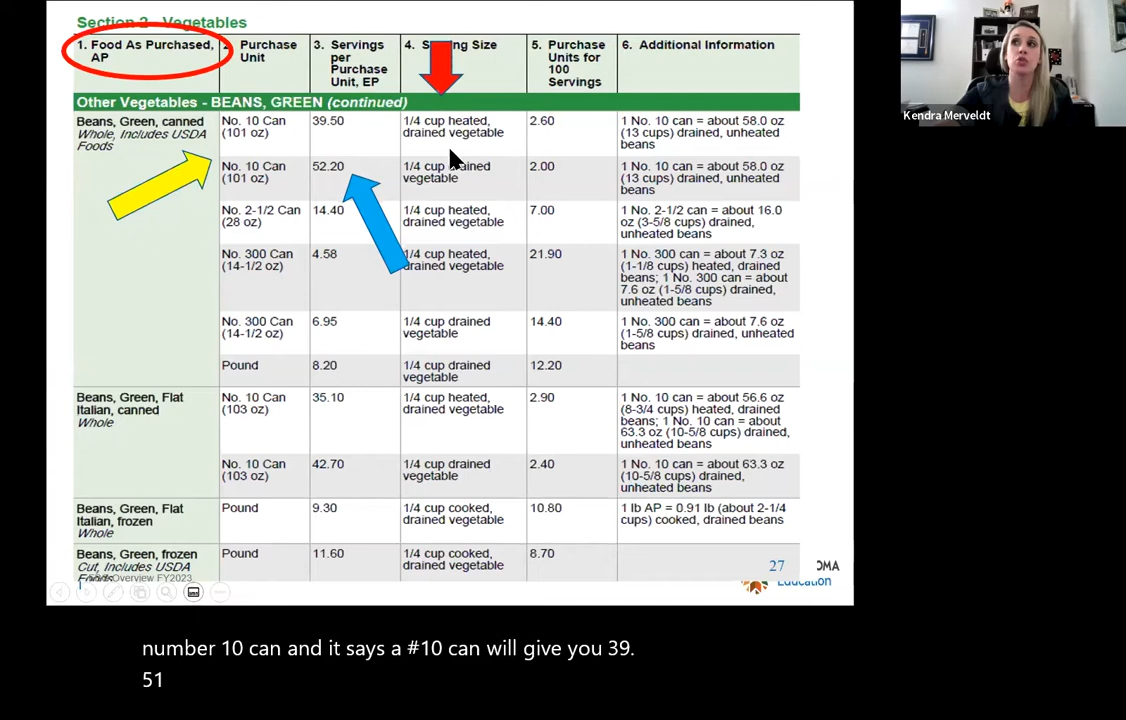 Section 2 - Vegetables
1. Food As Purchased, AP
2. Purchase Unit
3. Servings per Purchase Unit, EP
4. Serving Size
5. Purchase Units for 100 Servings
6. Additional Information
Other Vegetables - BEANS, GREEN (continued)
Beans, Green, canned
Whole, Includes USDA
Foods
No. 10 Can
(101 oz)
39.50
1/4 cup heated,
drained vegetable
2.60
1 No. 10 can = about 58.0 oz
(13 cups) drained, unheated
beans
No. 10 Can
(101 oz)
52.20
1/4 cup drained
vegetable
2.00
1 No. 10 can = about 58.0 oz
(13 cups) drained, unheated
beans
No. 2-1/2 Can
(28 oz)
14.40
1/4 cup heated,
drained vegetable
7.00
1 No. 2-1/2 can = about 16.0
oz (3-5/8 cups) drained,
unheated beans
No. 300 Can
(14-1/2 oz)
4.58
1/4 cup heated,
drained vegetable
21.90
1 No. 300 can = about 7.3 oz
(1-1/8 cups) heated, drained
beans; 1 No. 300 can = about
7.6 oz (1-5/8 cups) drained,
unheated beans
No. 300 Can
(14-1/2 oz)
6.95
1/4 cup drained
vegetable
14.40
1 No. 300 can = about 7.6 oz
(1-5/8 cups) drained, unheated
beans
Pound
8.20
1/4 cup drained
vegetable
12.20
Beans, Green, Flat
Italian, canned
Whole
No. 10 Can
(103 oz)
35.10
1/4 cup heated,
drained vegetable
2.90
1 No. 10 can = about 56.6 oz
(8-3/4 cups) heated, drained
beans; 1 No. 10 can = about
63.3 oz (10-5/8 cups) drained,
unheated beans
No. 10 Can
(103 oz)
42.70
1/4 cup drained
vegetable
2.40
1 No. 10 can = about 63.3 oz
(10-5/8 cups) drained,
unheated beans
Beans, Green, Flat
Italian, frozen
Whole
Pound
9.30
1/4 cup cooked,
drained vegetable
10.80
1 lb AP = 0.91 lb (about 2-1/4
cups) cooked, drained beans
Beans, Green, frozen
Cut, Includes USDA
Foods
Pound
11.60
1/4 cup cooked,
drained vegetable
8.70
Overview FY2023
27
OMA
Education
Kendra Merveldt
number 10 can and it says a #10 can will give you 39.
51